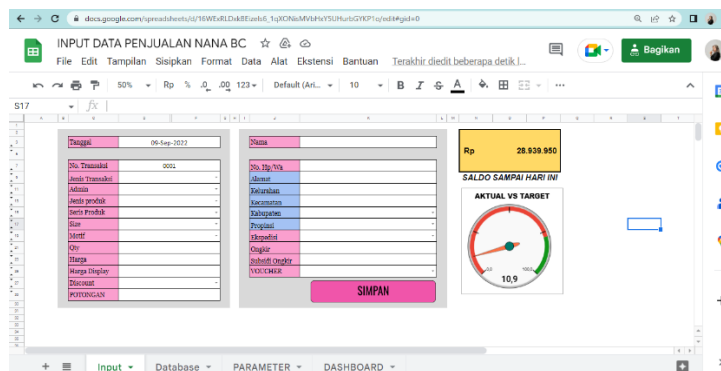 docs.google.com/spreadsheets/d/16WExRLDxkBEueb6_1qXONisMVbHxY5UHurbGYKP1o/edit#gid=0
INPUT DATA PENJUALAN NANA BC
File Edit Tampilan Sisipkan Format Data Alat Ekstensi Bantuan Terakhir diedit beberapa detik l...
Bagikan
50% Rp % .0 .00 123 Default (Ari... 10 B I S A
S17 fx
Tanggal 09-Sep-2022
No. Transaksi 0001
Jenis Transaksi
Admin
Jenis produk
Seris Produk
Size
Motif
Qty
Harga
Harga Display
Discount
POTONGAN
Nama
No. Hp/Wa
Alamat
Kelurahan
Kecamatan
Kabupaten
Propinsi
Ekspedisi
Ongkir
Subsidi Ongkir
VOUCHER
SIMPAN
Rp 28.939.950
SALDO SAMPAI HARI INI
ACTUAL VS TARGET
10,9
Input Database PARAMETER DASHBOARD